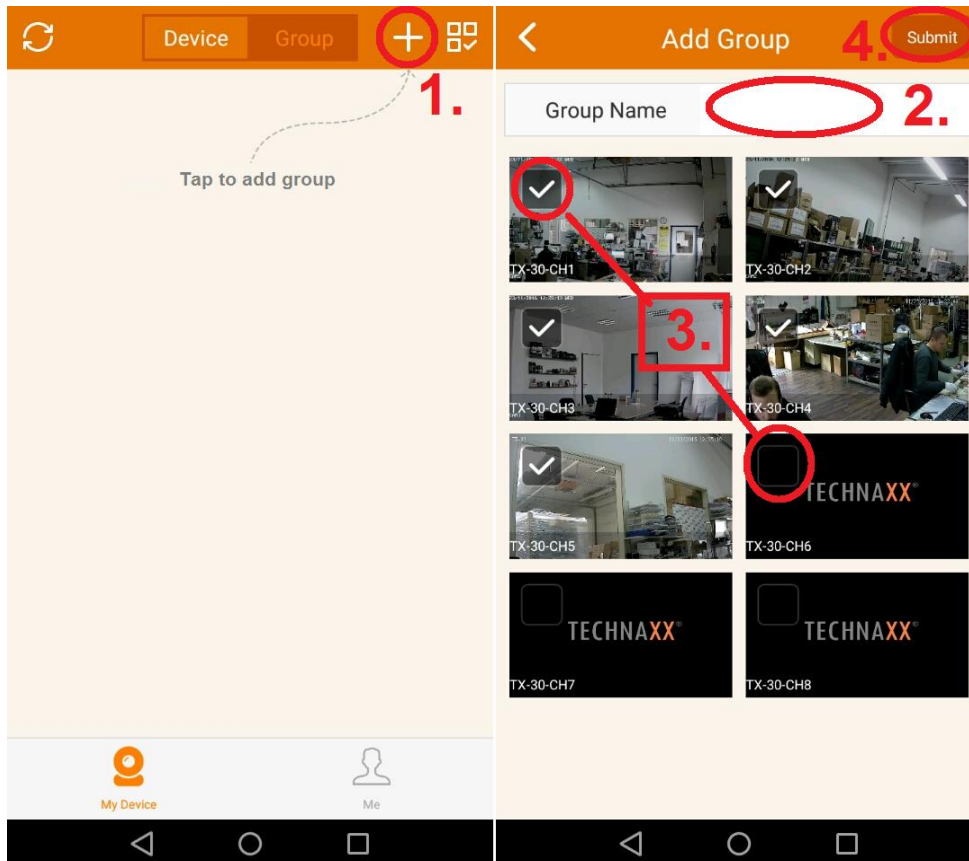 Device
Group
1.
Tap to add group
My Device
Me
Add Group
4.
Submit
Group Name
2.
TX-30-CH1
TX-30-CH2
3.
TX-30-CH3
TX-30-CH4
TX-30-CH5
TECHNAXX®
TX-30-CH6
TECHNAXX®
TX-30-CH7
TECHNAXX®
TX-30-CH8